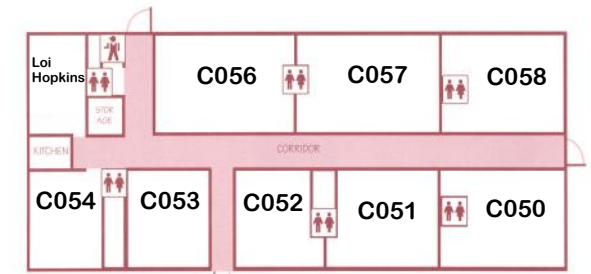 Loi
Hopkins
C056
C057
C058
STOR
AGE
KITCHEN
CORRIDOR
C054
C053
C052
C051
C050